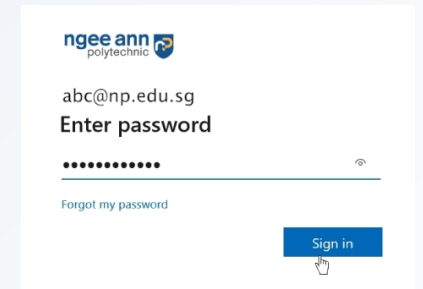 ngee ann
polytechnic
abc@np.edu.sg
Enter password
••••••••••••
Forgot my password
Sign in